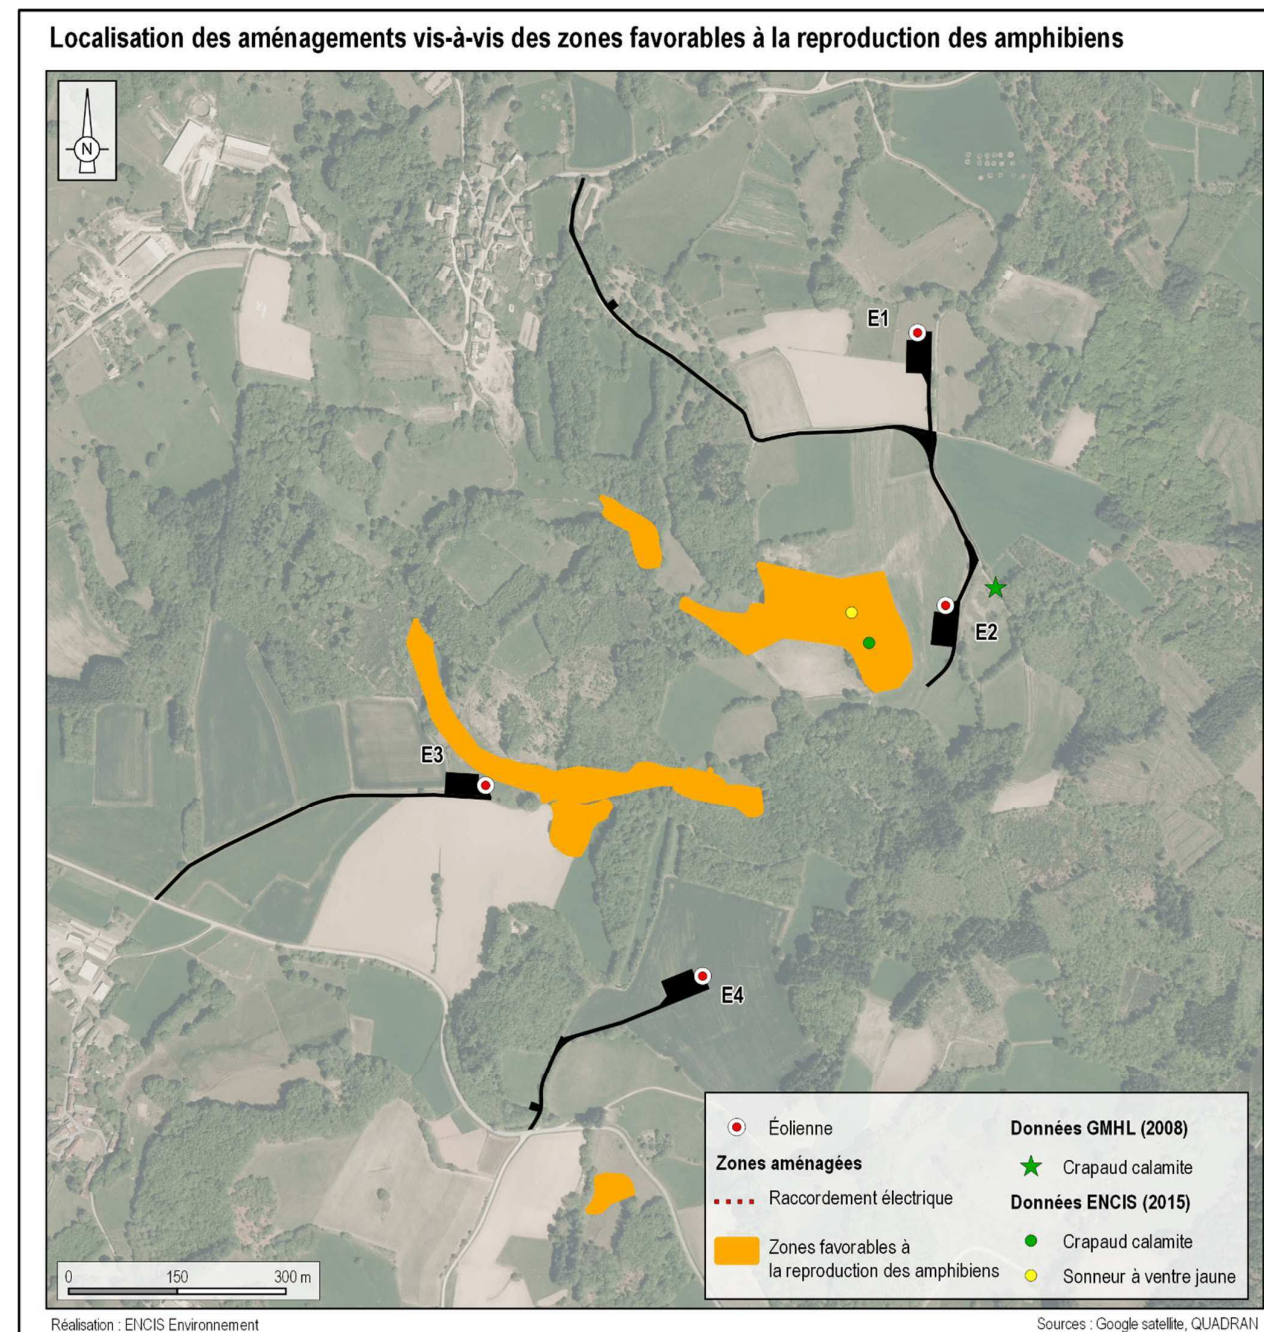 Localisation des aménagements vis-à-vis des zones favorables à la reproduction des amphibiens
N
E1
E2
E3
E4
Éolienne
Zones aménagées
Raccordement électrique
Zones favorables à
la reproduction des amphibiens
Données GMHL (2008)
Crapaud calamite
Données ENCIS (2015)
Crapaud calamite
Sonneur à ventre jaune
0 150 300 m
Réalisation : ENCIS Environnement
Sources : Google satellite, QUADRAN